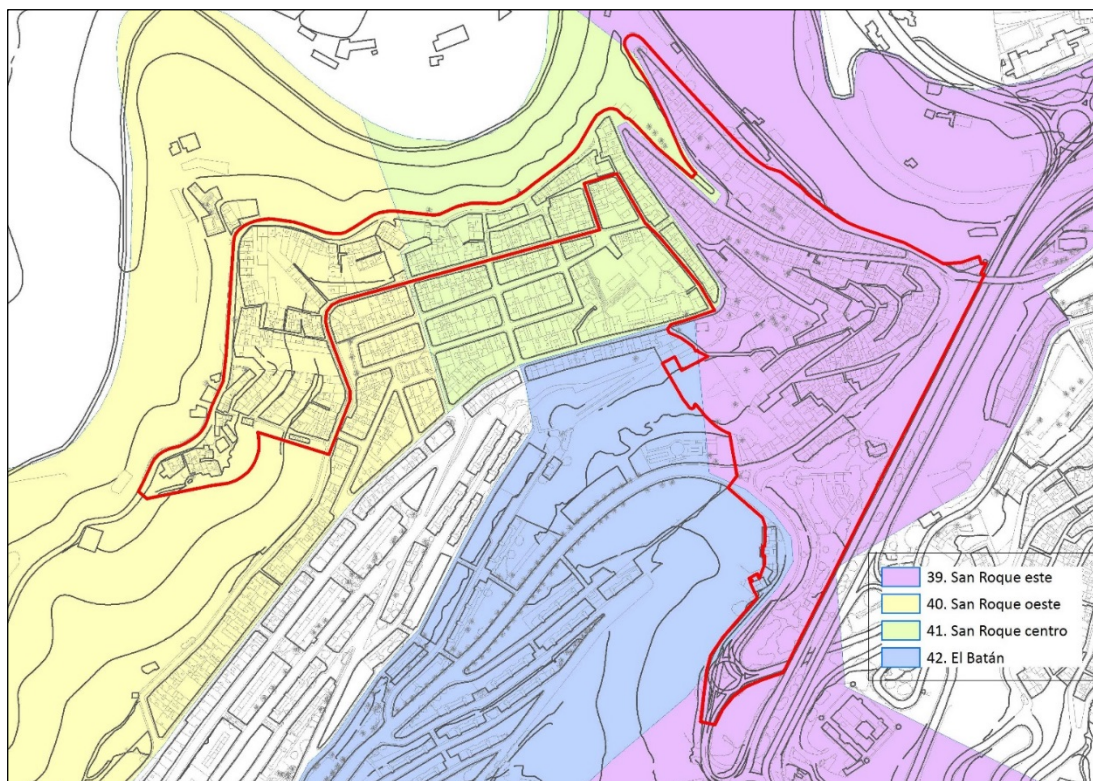 39. San Roque este
40. San Roque oeste
41. San Roque centro
42. El Batán